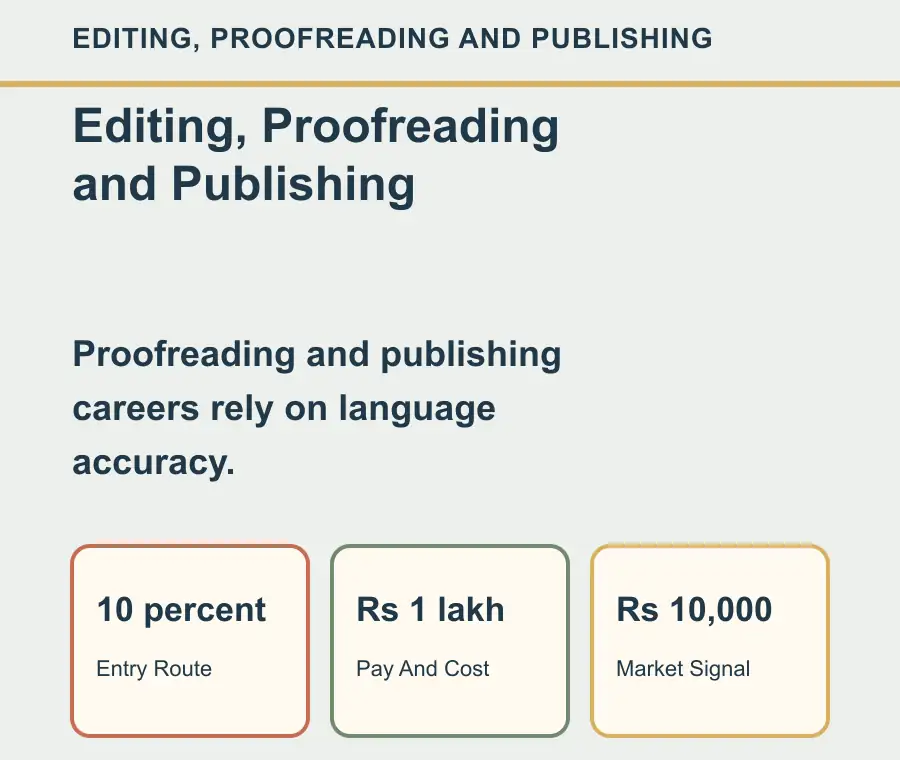 EDITING, PROOFREADING AND PUBLISHING
Editing, Proofreading
and Publishing
Proofreading and publishing
careers rely on language
accuracy.
10 percent
Entry Route
Rs 1 lakh
Pay And Cost
Rs 10,000
Market Signal